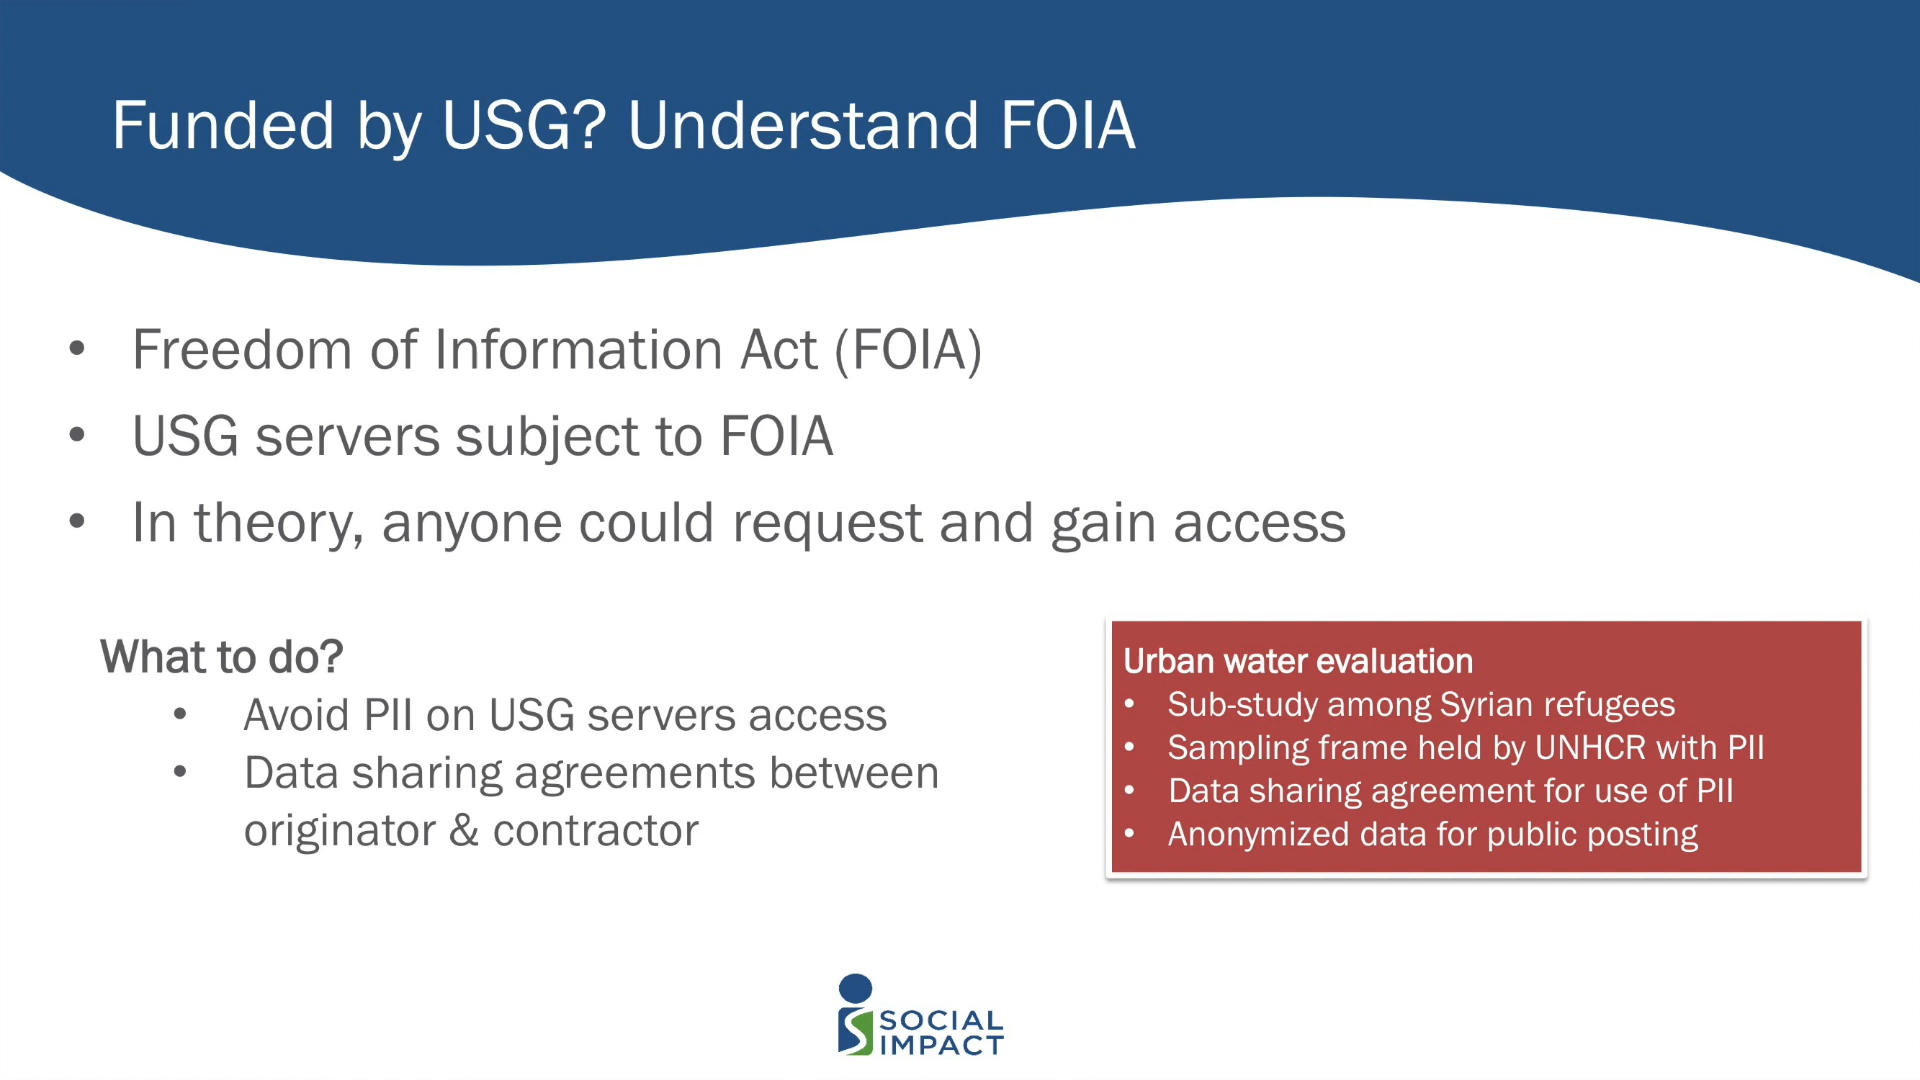 Funded by USG? Understand FOIA
• Freedom of Information Act (FOIA)
• USG servers subject to FOIA
• In theory, anyone could request and gain access
What to do?
• Avoid PII on USG servers access
• Data sharing agreements between
originator & contractor
Urban water evaluation
• Sub-study among Syrian refugees
• Sampling frame held by UNHCR with PII
• Data sharing agreement for use of PII
• Anonymized data for public posting
SOCIAL
IMPACT